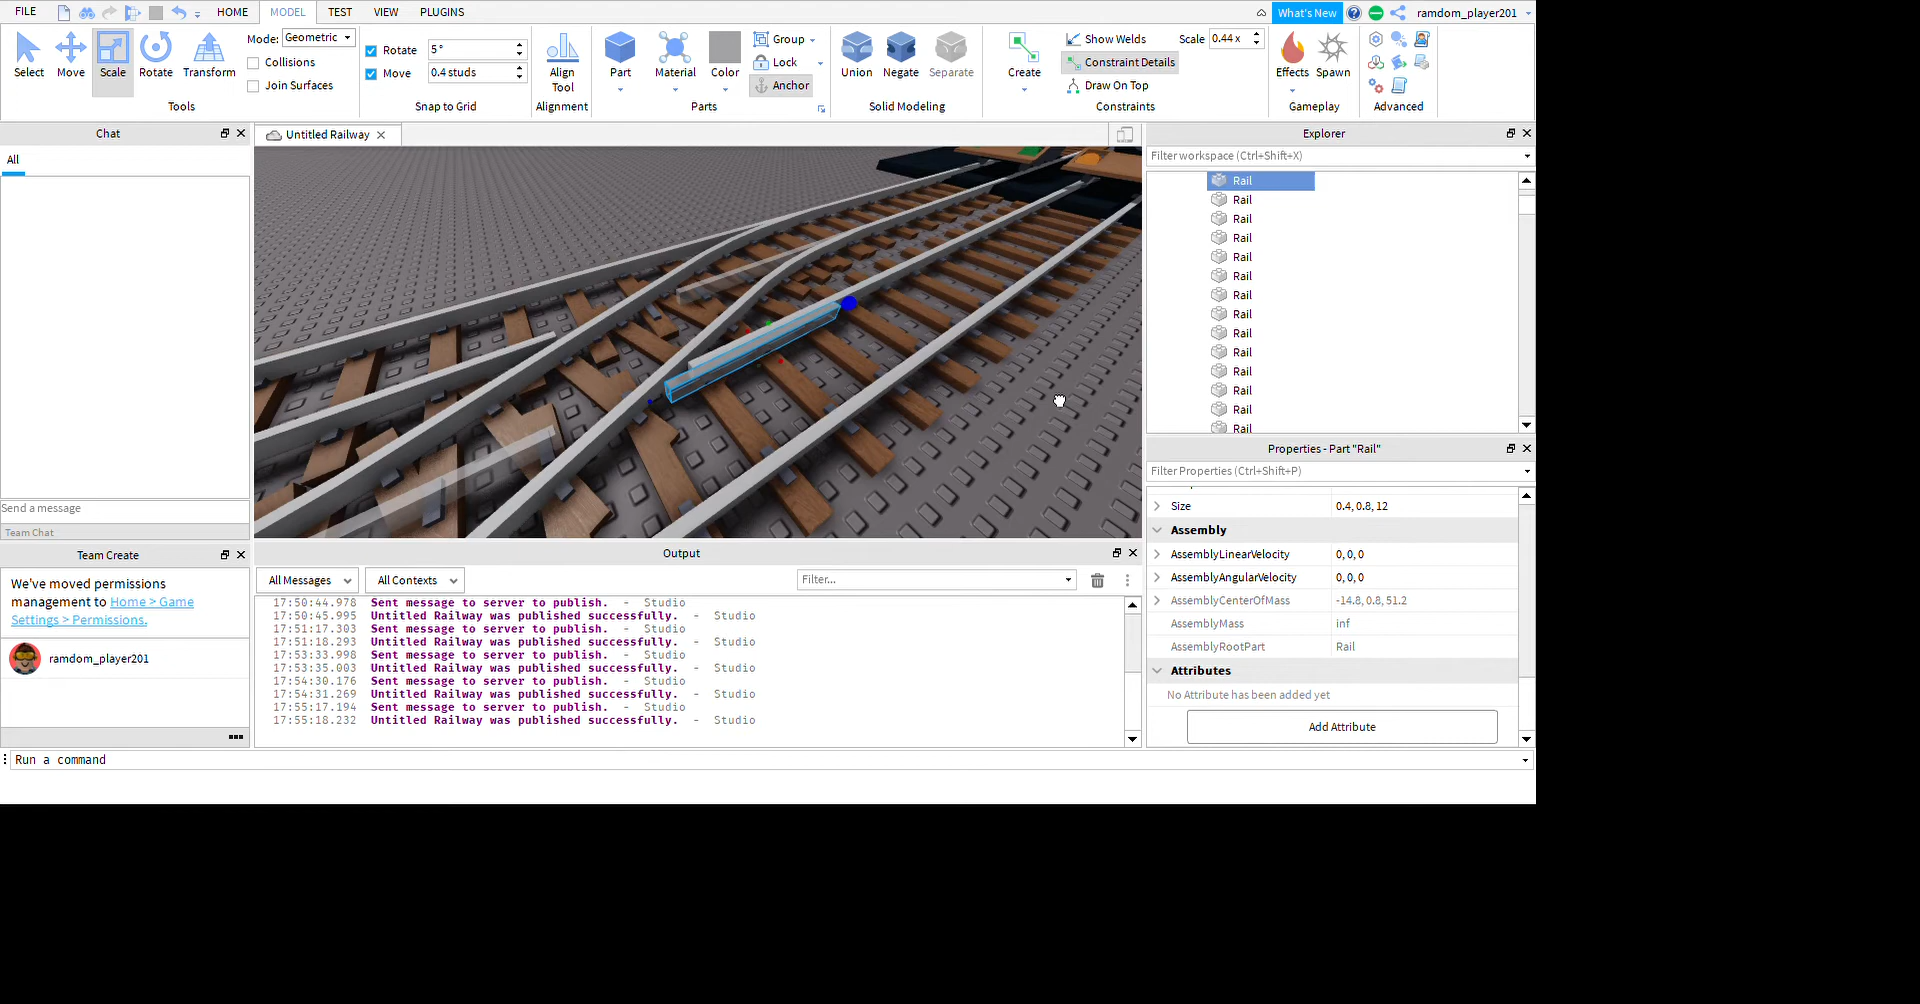 FILE HOME MODEL TEST VIEW PLUGINS What's New ramdom_player201
Select Move Scale Rotate Transform
Mode: Geometric
Collisions
Join Surfaces
Tools
Rotate 5°
Move 0.4 studs
Snap to Grid
Align
Tool
Alignment
Part Material Color
Group
Lock
Anchor
Parts
Union Negate Separate
Solid Modeling
Create
Show Welds
Constraint Details
Draw On Top
Scale 0.44 x
Constraints
Effects Spawn
Gameplay
Advanced
Chat
All
Send a message
Team Chat
Team Create
We've moved permissions
management to Home > Game
Settings > Permissions.
ramdom_player201
Untitled Railway
Output
All Messages All Contexts Filter...
17:50:44.978 Sent message to server to publish. - Studio
17:50:45.995 Untitled Railway was published successfully. - Studio
17:51:17.303 Sent message to server to publish. - Studio
17:51:18.293 Untitled Railway was published successfully. - Studio
17:53:33.998 Sent message to server to publish. - Studio
17:53:35.003 Untitled Railway was published successfully. - Studio
17:54:30.176 Sent message to server to publish. - Studio
17:54:31.269 Untitled Railway was published successfully. - Studio
17:55:17.194 Sent message to server to publish. - Studio
17:55:18.232 Untitled Railway was published successfully. - Studio
Explorer
Filter workspace (Ctrl+Shift+X)
Rail
Rail
Rail
Rail
Rail
Rail
Rail
Rail
Rail
Rail
Rail
Rail
Rail
Rail
Properties - Part "Rail"
Filter Properties (Ctrl+Shift+P)
Size 0.4, 0.8, 12
Assembly
AssemblyLinearVelocity 0, 0, 0
AssemblyAngularVelocity 0, 0, 0
AssemblyCenterOfMass -14.8, 0.8, 51.2
AssemblyMass inf
AssemblyRootPart Rail
Attributes
No Attribute has been added yet
Add Attribute
Run a command